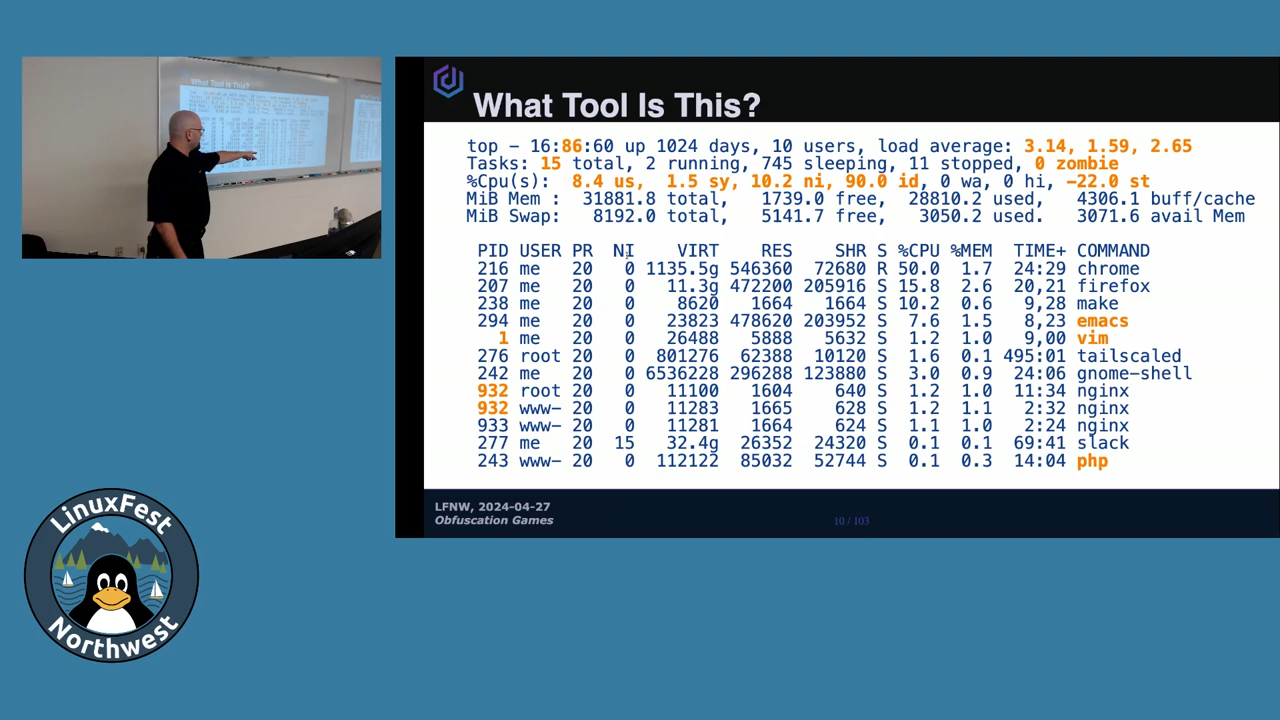 What Tool Is This?
What Tool Is This?
top – 16:86:60 up 1024 days, 10 users, load average: 3.14, 1.59, 2.65
Tasks: 15 total, 2 running, 745 sleeping, 11 stopped, 0 zombie
%Cpu(s): 8.4 us, 1.5 sy, 10.2 ni, 90.0 id, 0 wa, 0 hi, –22.0 st
MiB Mem : 31881.8 total, 1739.0 free, 28810.2 used, 4306.1 buff/cache
MiB Swap: 8192.0 total, 5141.7 free, 3050.2 used. 3071.6 avail Mem
PID USER PR NI VIRT RES SHR S %CPU %MEM TIME+ COMMAND
216 me 20 0 1135.5g 546360 72680 R 50.0 1.7 24:29 chrome
207 me 20 0 11.3g 472200 205916 S 15.8 2.6 20,21 firefox
238 me 20 0 8620 1664 1664 S 10.2 0.6 9,28 make
294 me 20 0 23823 478620 203952 S 7.6 1.5 8,23 emacs
1 me 20 0 26488 5888 5632 S 1.2 1.0 9,00 vim
276 root 20 0 801276 62388 10120 S 1.6 0.1 495:01 tailscaled
242 me 20 0 6536228 296288 123880 S 3.0 0.9 24:06 gnome-shell
932 root 20 0 11100 1604 640 S 1.2 1.0 11:34 nginx
932 www– 20 0 11283 1665 628 S 1.2 1.1 2:32 nginx
933 www– 20 0 11281 1664 624 S 1.1 1.0 2:24 nginx
277 me 20 15 32.4g 26352 24320 S 0.1 0.1 69:41 slack
243 www– 20 0 112122 85032 52744 S 0.1 0.3 14:04 php
LFNW, 2024-04-27
Obfuscation Games
10 / 103
LinuxFest
Northwest